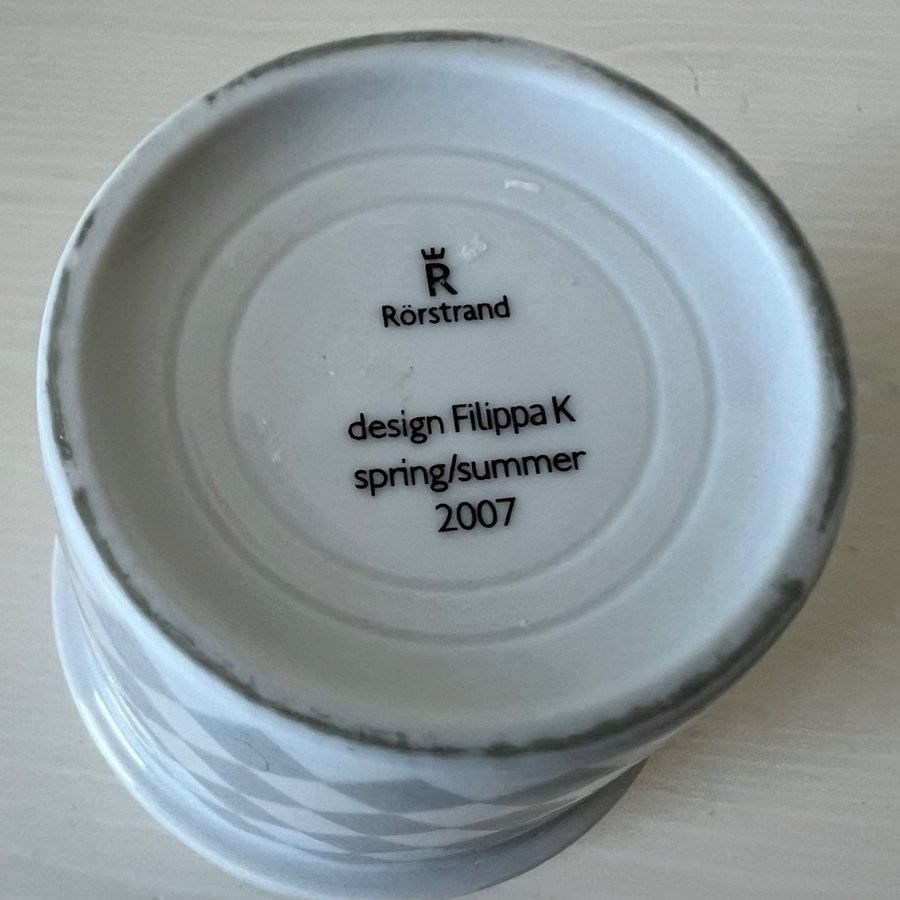 R
Rörstrand
design Filippa K
spring/summer
2007